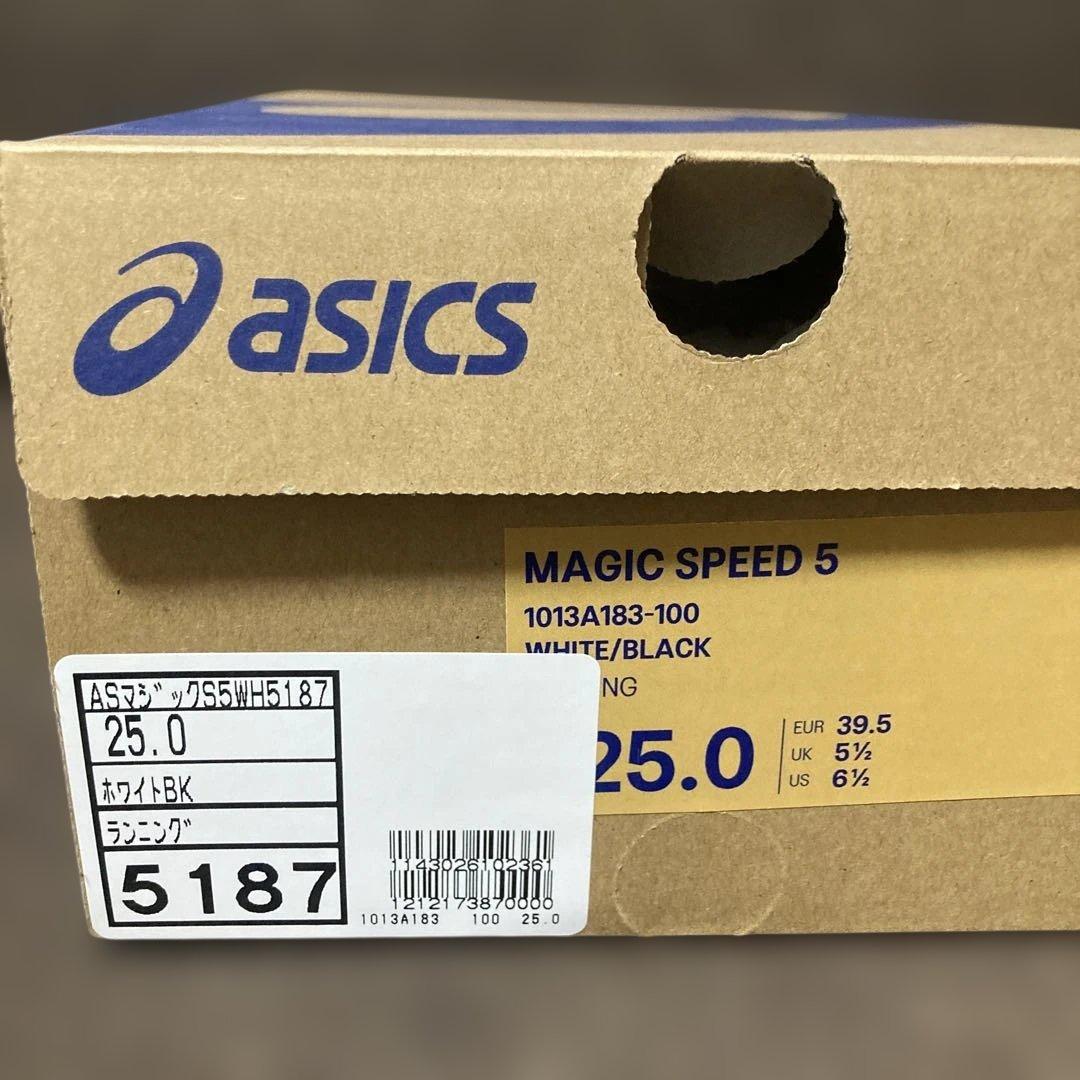 asics
MAGIC SPEED 5
1013A183-100
WHITE/BLACK
NG
25.0
EUR 39.5
UK 5½
US 6½
ASマジックS5WH5187
25.0
ホワイトBK
ランニング
5187
1143026102361
1212173870000
1013A183 100 25.0